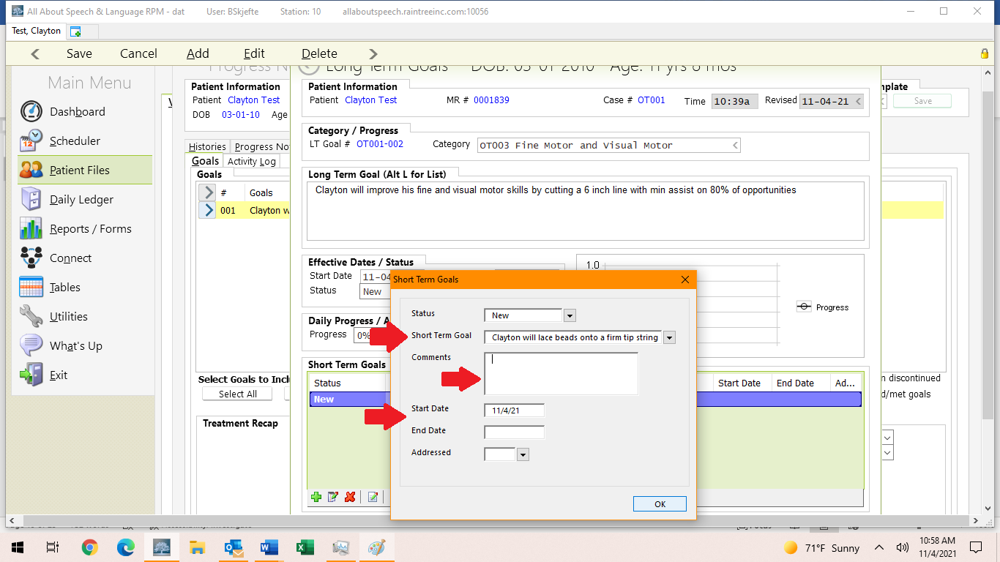 All About Speech & Language RPM - dat User: BSkjefte Station: 10 allaboutspeech.raintreeinc.com:10056
Test, Clayton
Save Cancel Add Edit Delete
Main Menu
Dashboard
Scheduler
Patient Files
Daily Ledger
Reports / Forms
Connect
Tables
Utilities
What's Up
Exit
Progress N
Patient Information
Patient Clayton Test
DOB 03-01-10 Age
Histories Progress No
Goals Activity Log
Goals
# Goals
001 Clayton w
Select Goals to Incl
Select All
Treatment Recap
Long Term Goals DOB: 03-01-2010 Age: 11 yrs 8 mos
Patient Information
Patient Clayton Test MR # 0001839 Case # OT001 Time 10:39a Revised 11-04-21
Category / Progress
LT Goal # OT001-002 Category OT003 Fine Motor and Visual Motor
Long Term Goal (Alt L for List)
Clayton will improve his fine and visual motor skills by cutting a 6 inch line with min assist on 80% of opportunities
Effective Dates / Status
Start Date 11-04
Status New
Daily Progress / A
Progress 0%
1.0
Progress
Short Term Goals
Status Start Date End Date Ad...
New
Short Term Goals
Status New
Short Term Goal Clayton will lace beads onto a firm tip string
Comments
Start Date 11/4/21
End Date
Addressed
OK
mplate
Save
n discontinued
d/met goals
71°F Sunny
10:58 AM
11/4/2021